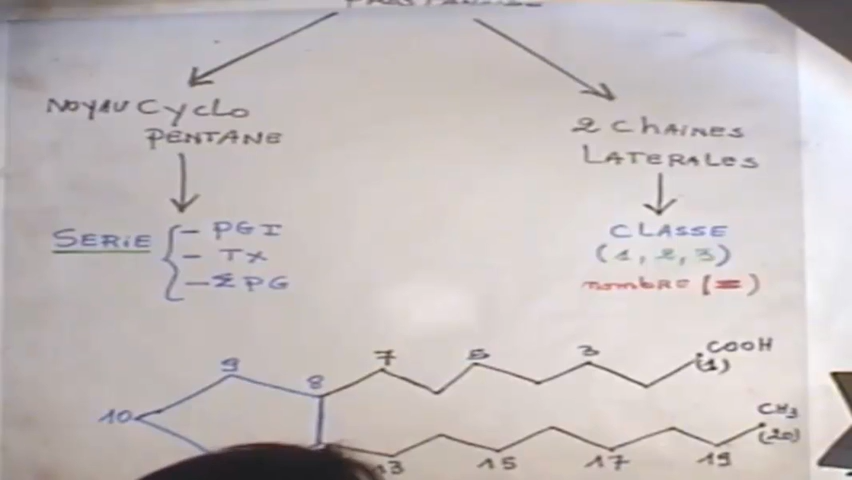 NOYAU Cyclo
PENTANE
2 ChAiNES
LATERALES
SERiE
- PGI
- TX
- Σ PG
CLASSE
(1, 2, 3)
nombre (=)
9
8
7
5
3
COOH
(1)
10
13
15
17
19
CH3
(20)